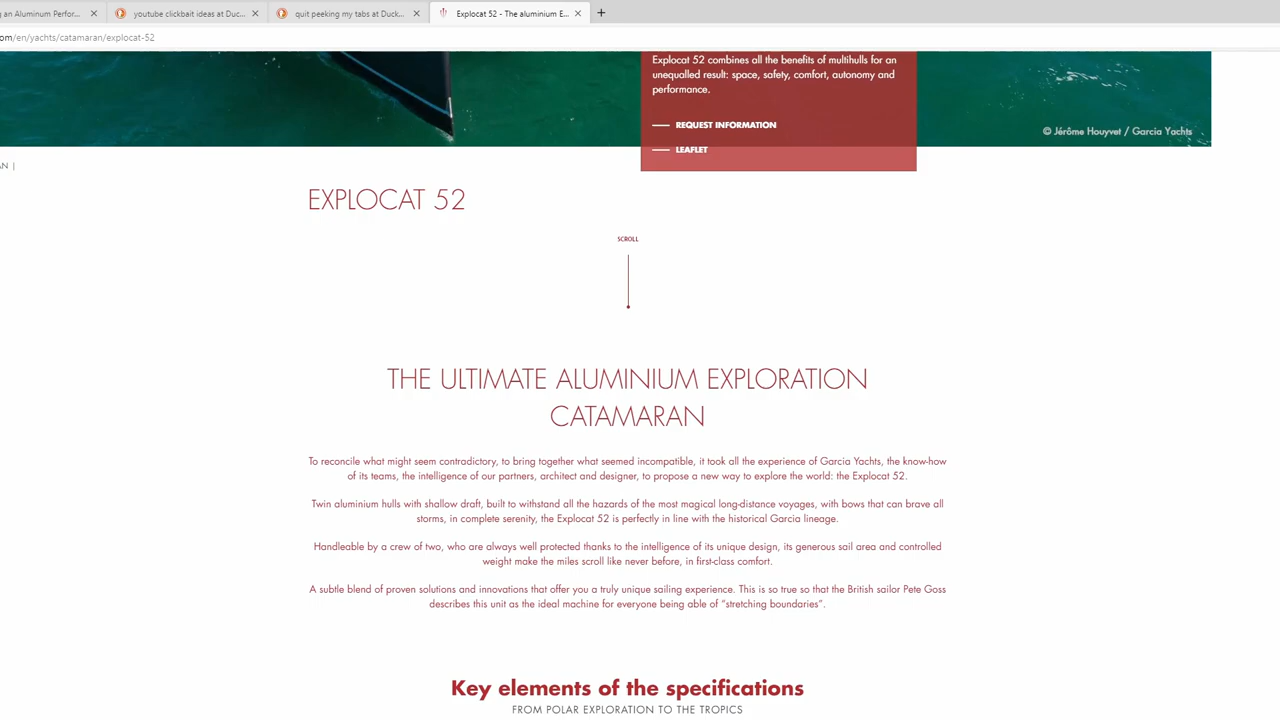 g an Aluminum Perfor...
youtube clickbait ideas at Duc...
quit peeking my tabs at Duck...
Explocat 52 - The aluminium E...
om/en/yachts/catamaran/explocat-52
Explocat 52 combines all the benefits of multihulls for an
unequalled result: space, safety, comfort, autonomy and
performance.
REQUEST INFORMATION
© Jérôme Houyvet / Garcia Yachts
LEAFLET
AN |
EXPLOCAT 52
SCROLL
THE ULTIMATE ALUMINIUM EXPLORATION
CATAMARAN
To reconcile what might seem contradictory, to bring together what seemed incompatible, it took all the experience of Garcia Yachts, the know-how
of its teams, the intelligence of our partners, architect and designer, to propose a new way to explore the world: the Explocat 52.
Twin aluminium hulls with shallow draft, built to withstand all the hazards of the most magical long-distance voyages, with bows that can brave all
storms, in complete serenity, the Explocat 52 is perfectly in line with the historical Garcia lineage.
Handleable by a crew of two, who are always well protected thanks to the intelligence of its unique design, its generous sail area and controlled
weight make the miles scroll like never before, in first-class comfort.
A subtle blend of proven solutions and innovations that offer you a truly unique sailing experience. This is so true so that the British sailor Pete Goss
describes this unit as the ideal machine for everyone being able of "stretching boundaries".
Key elements of the specifications
FROM POLAR EXPLORATION TO THE TROPICS